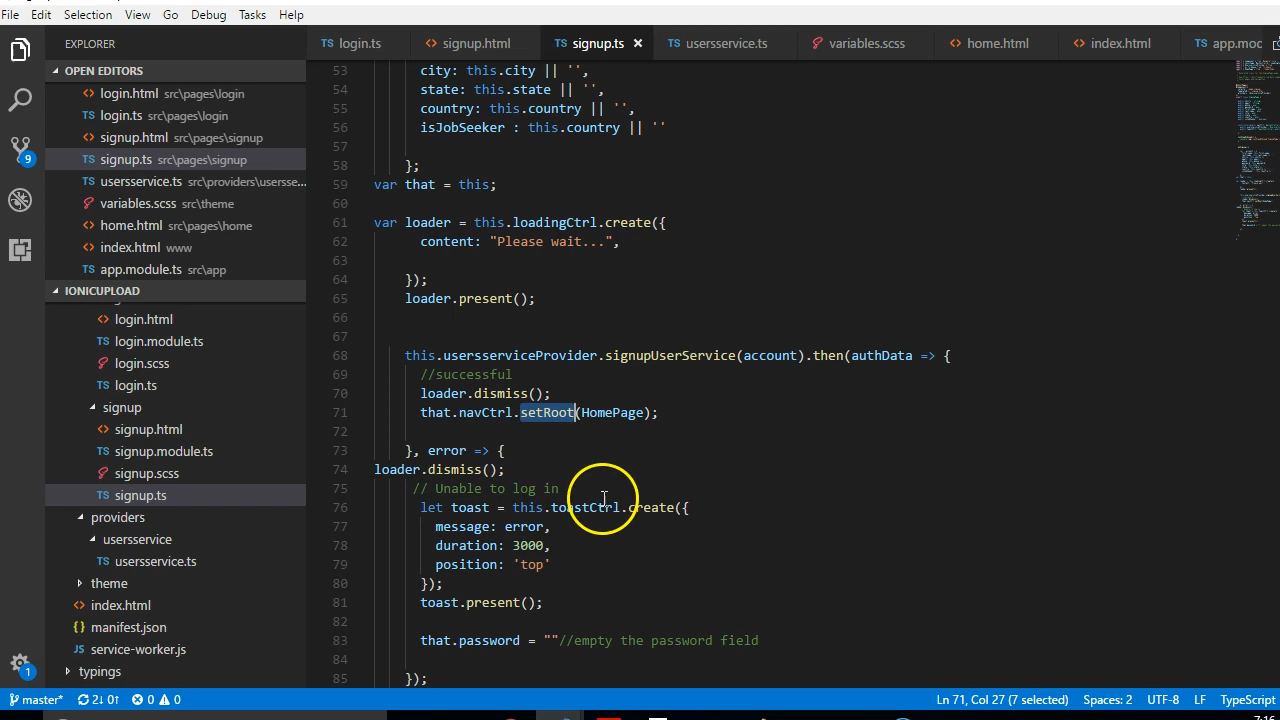 File Edit Selection View Go Debug Tasks Help
EXPLORER
OPEN EDITORS
login.html src\pages\login
login.ts src\pages\login
signup.html src\pages\signup
signup.ts src\pages\signup
usersservice.ts src\providers\usersse...
variables.scss src\theme
home.html src\pages\home
index.html www
app.module.ts src\app
IONICUPLOAD
login.html
login.module.ts
login.scss
login.ts
signup
signup.html
signup.module.ts
signup.scss
signup.ts
providers
usersservice
usersservice.ts
theme
index.html
manifest.json
service-worker.js
typings
9
1
login.ts signup.html signup.ts usersservice.ts variables.scss home.html index.html app.moc
53 city: this.city || '',
54 state: this.state || '',
55 country: this.country || '',
56 isJobSeeker : this.country || ''
57
58 };
59 var that = this;
60
61 var loader = this.loadingCtrl.create({
62 content: "Please wait...",
63
64 });
65 loader.present();
66
67
68 this.usersserviceProvider.signupUserService(account).then(authData => {
69 //successful
70 loader.dismiss();
71 that.navCtrl.setRoot(HomePage);
72
73 }, error => {
74 loader.dismiss();
75 // Unable to log in
76 let toast = this.toastCtrl.create({
77 message: error,
78 duration: 3000,
79 position: 'top'
80 });
81 toast.present();
82
83 that.password = ""//empty the password field
84
85 });
master* 2↓ 0↑ 0 0 Ln 71, Col 27 (7 selected) Spaces: 2 UTF-8 LF TypeScript